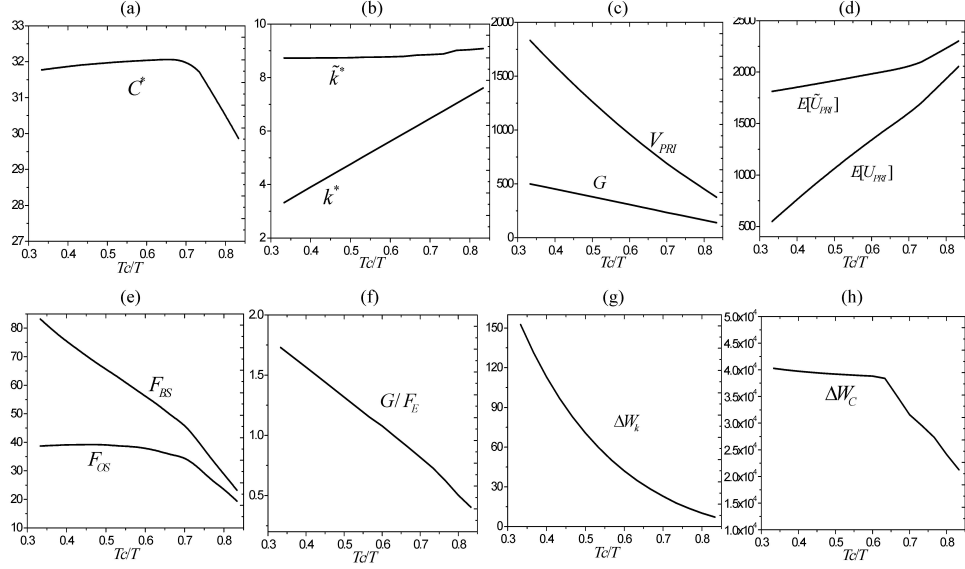 (a)
33
32
31
30
29
28
27
C*
0.3 0.4 0.5 0.6 0.7 0.8
Tc/T
(b)
10
8
6
4
2
k̃*
k*
0.3 0.4 0.5 0.6 0.7 0.8
Tc/T
(c)
2000
1500
1000
500
0
V_PRI
G
0.3 0.4 0.5 0.6 0.7 0.8
Tc/T
(d)
2500
2000
1500
1000
500
E[Ũ_PRI]
E[U_PRI]
0.3 0.4 0.5 0.6 0.7 0.8
Tc/T
(e)
80
70
60
50
40
30
20
10
F_BS
F_OS
0.3 0.4 0.5 0.6 0.7 0.8
Tc/T
(f)
2.0
1.5
1.0
0.5
G/F_E
0.3 0.4 0.5 0.6 0.7 0.8
Tc/T
(g)
150
120
90
60
30
0
ΔW_k
0.3 0.4 0.5 0.6 0.7 0.8
Tc/T
(h)
5.0x10⁴
4.5x10⁴
4.0x10⁴
3.5x10⁴
3.0x10⁴
2.5x10⁴
2.0x10⁴
1.5x10⁴
1.0x10⁴
ΔW_C
0.3 0.4 0.5 0.6 0.7 0.8
Tc/T